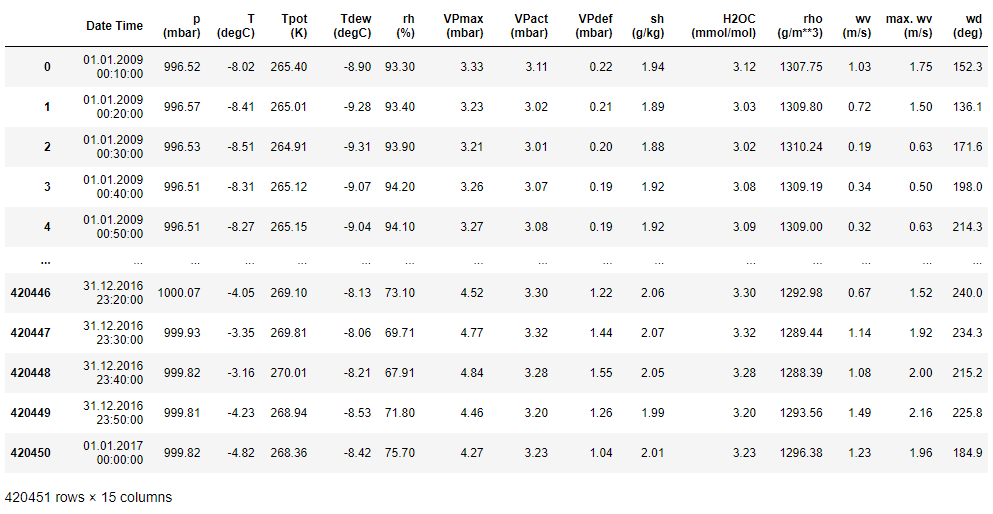 Date Time p (mbar) T (degC) Tpot (K) Tdew (degC) rh (%) VPmax (mbar) VPact (mbar) VPdef (mbar) sh (g/kg) H2OC (mmol/mol) rho (g/m**3) wv (m/s) max. wv (m/s) wd (deg)
0 01.01.2009 00:10:00 996.52 -8.02 265.40 -8.90 93.30 3.33 3.11 0.22 1.94 3.12 1307.75 1.03 1.75 152.3
1 01.01.2009 00:20:00 996.57 -8.41 265.01 -9.28 93.40 3.23 3.02 0.21 1.89 3.03 1309.80 0.72 1.50 136.1
2 01.01.2009 00:30:00 996.53 -8.51 264.91 -9.31 93.90 3.21 3.01 0.20 1.88 3.02 1310.24 0.19 0.63 171.6
3 01.01.2009 00:40:00 996.51 -8.31 265.12 -9.07 94.20 3.26 3.07 0.19 1.92 3.08 1309.19 0.34 0.50 198.0
4 01.01.2009 00:50:00 996.51 -8.27 265.15 -9.04 94.10 3.27 3.08 0.19 1.92 3.09 1309.00 0.32 0.63 214.3
... ... ... ... ... ... ... ... ... ... ... ... ... ... ... ...
420446 31.12.2016 23:20:00 1000.07 -4.05 269.10 -8.13 73.10 4.52 3.30 1.22 2.06 3.30 1292.98 0.67 1.52 240.0
420447 31.12.2016 23:30:00 999.93 -3.35 269.81 -8.06 69.71 4.77 3.32 1.44 2.07 3.32 1289.44 1.14 1.92 234.3
420448 31.12.2016 23:40:00 999.82 -3.16 270.01 -8.21 67.91 4.84 3.28 1.55 2.05 3.28 1288.39 1.08 2.00 215.2
420449 31.12.2016 23:50:00 999.81 -4.23 268.94 -8.53 71.80 4.46 3.20 1.26 1.99 3.20 1293.56 1.49 2.16 225.8
420450 01.01.2017 00:00:00 999.82 -4.82 268.36 -8.42 75.70 4.27 3.23 1.04 2.01 3.23 1296.38 1.23 1.96 184.9
420451 rows × 15 columns